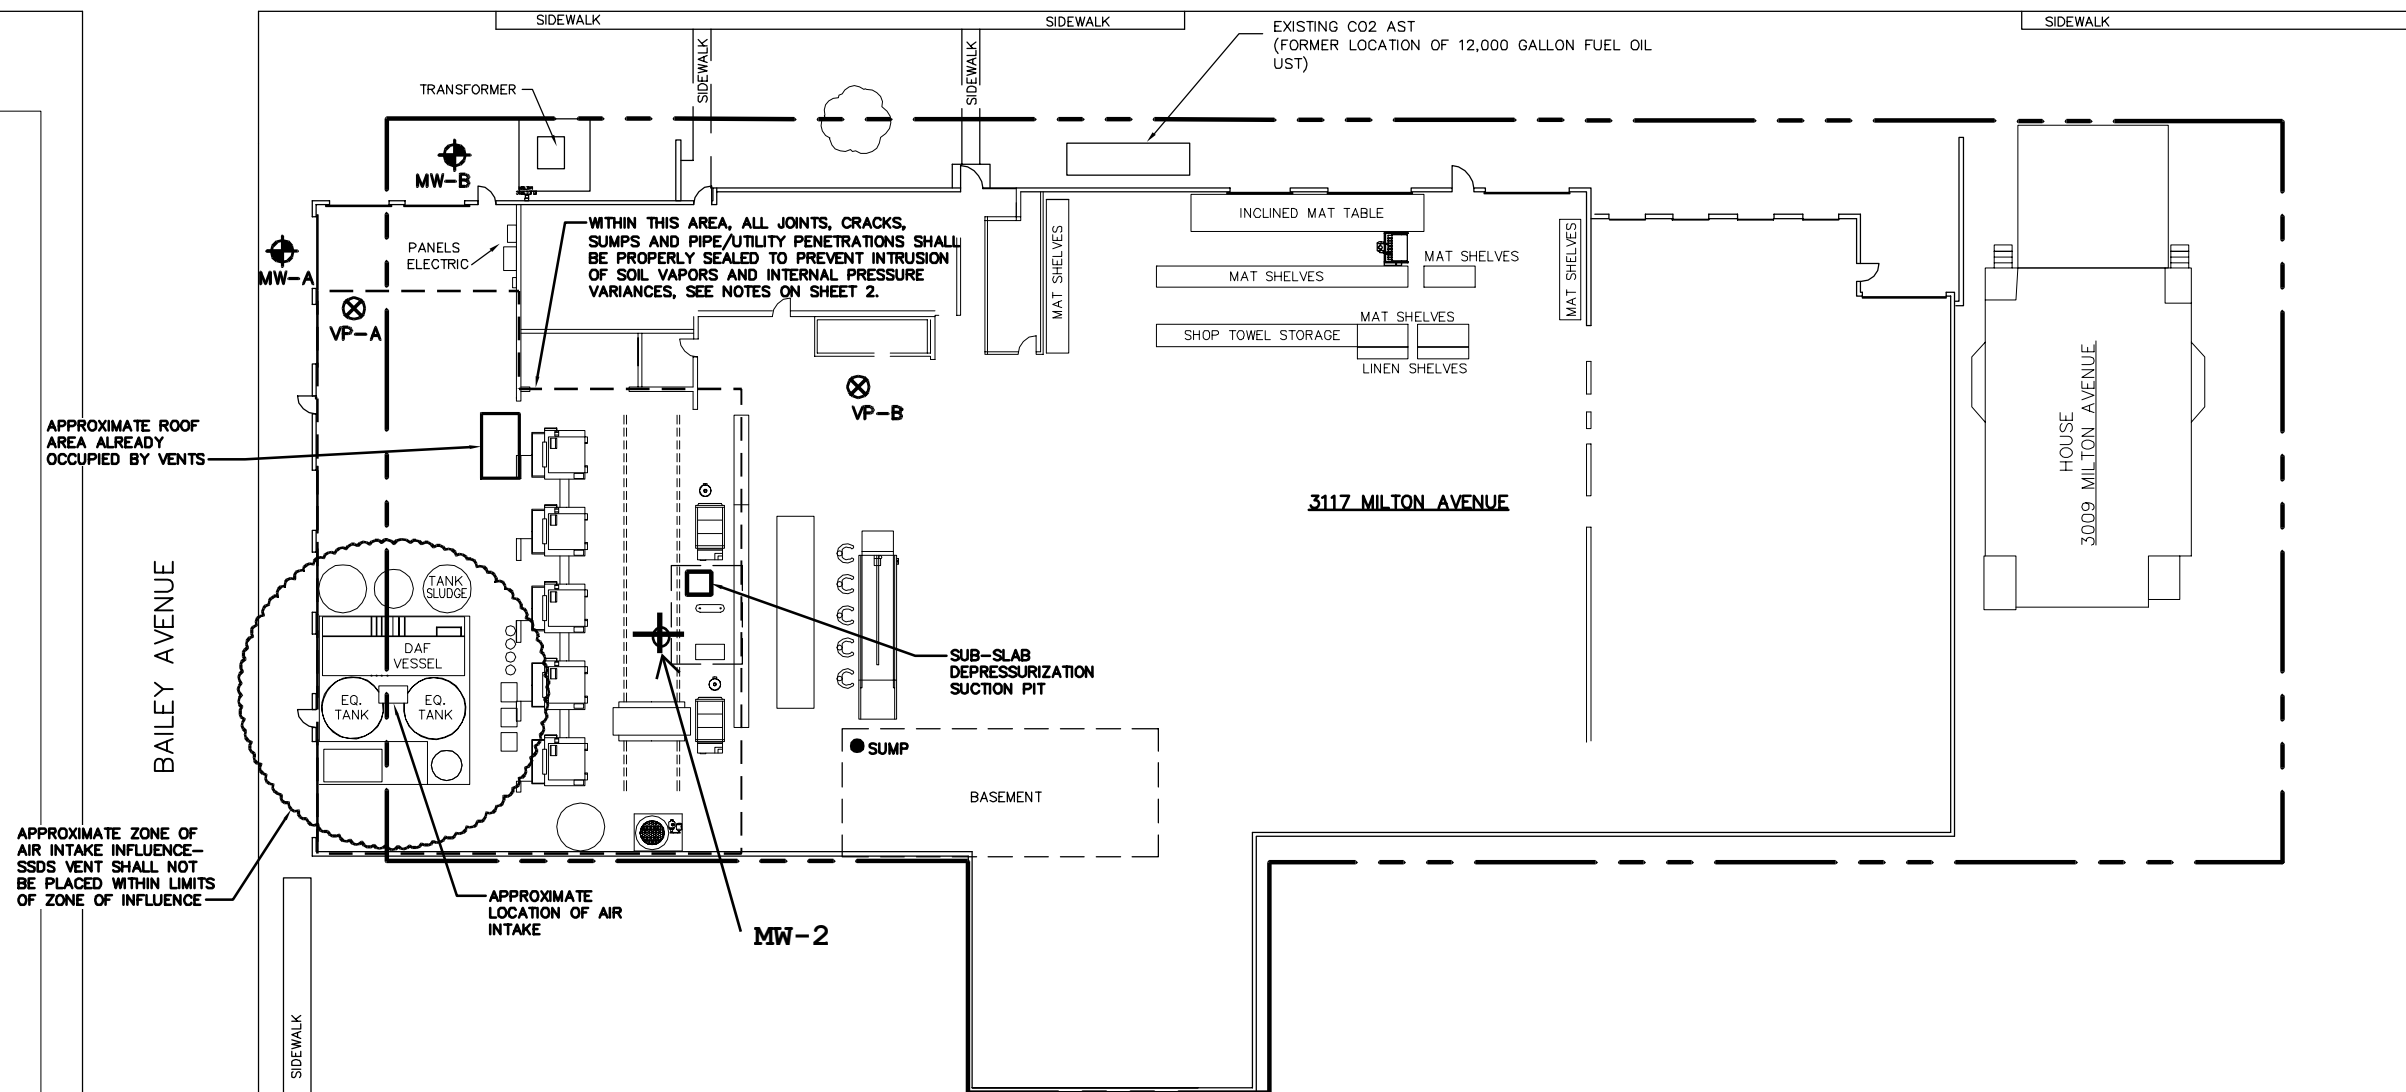 SIDEWALK
SIDEWALK
SIDEWALK
EXISTING CO2 AST
(FORMER LOCATION OF 12,000 GALLON FUEL OIL
UST)
SIDEWALK
SIDEWALK
TRANSFORMER
MW-B
MW-A
PANELS
ELECTRIC
VP-A
WITHIN THIS AREA, ALL JOINTS, CRACKS,
SUMPS AND PIPE/UTILITY PENETRATIONS SHALL
BE PROPERLY SEALED TO PREVENT INTRUSION
OF SOIL VAPORS AND INTERNAL PRESSURE
VARIANCES, SEE NOTES ON SHEET 2.
MAT SHELVES
INCLINED MAT TABLE
MAT SHELVES
MAT SHELVES
MAT SHELVES
MAT SHELVES
SHOP TOWEL STORAGE
LINEN SHELVES
VP-B
HOUSE
3009 MILTON AVENUE
APPROXIMATE ROOF
AREA ALREADY
OCCUPIED BY VENTS
3117 MILTON AVENUE
BAILEY AVENUE
TANK
SLUDGE
DAF
VESSEL
EQ.
TANK
EQ.
TANK
SUB-SLAB
DEPRESSURIZATION
SUCTION PIT
SUMP
BASEMENT
APPROXIMATE ZONE OF
AIR INTAKE INFLUENCE-
SSDS VENT SHALL NOT
BE PLACED WITHIN LIMITS
OF ZONE OF INFLUENCE
APPROXIMATE
LOCATION OF AIR
INTAKE
MW-2
SIDEWALK